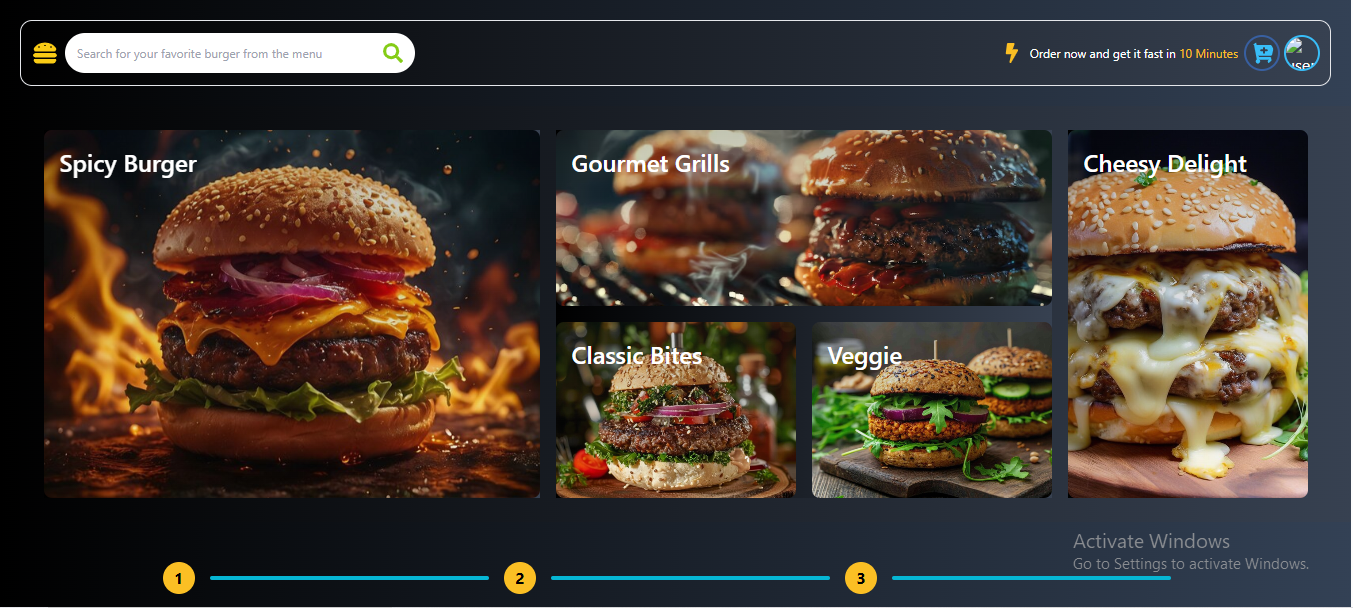 Search for your favorite burger from the menu
Order now and get it fast in 10 Minutes
user
Spicy Burger
Gourmet Grills
Cheesy Delight
Classic Bites
Veggie
Activate Windows
Go to Settings to activate Windows.
1
2
3